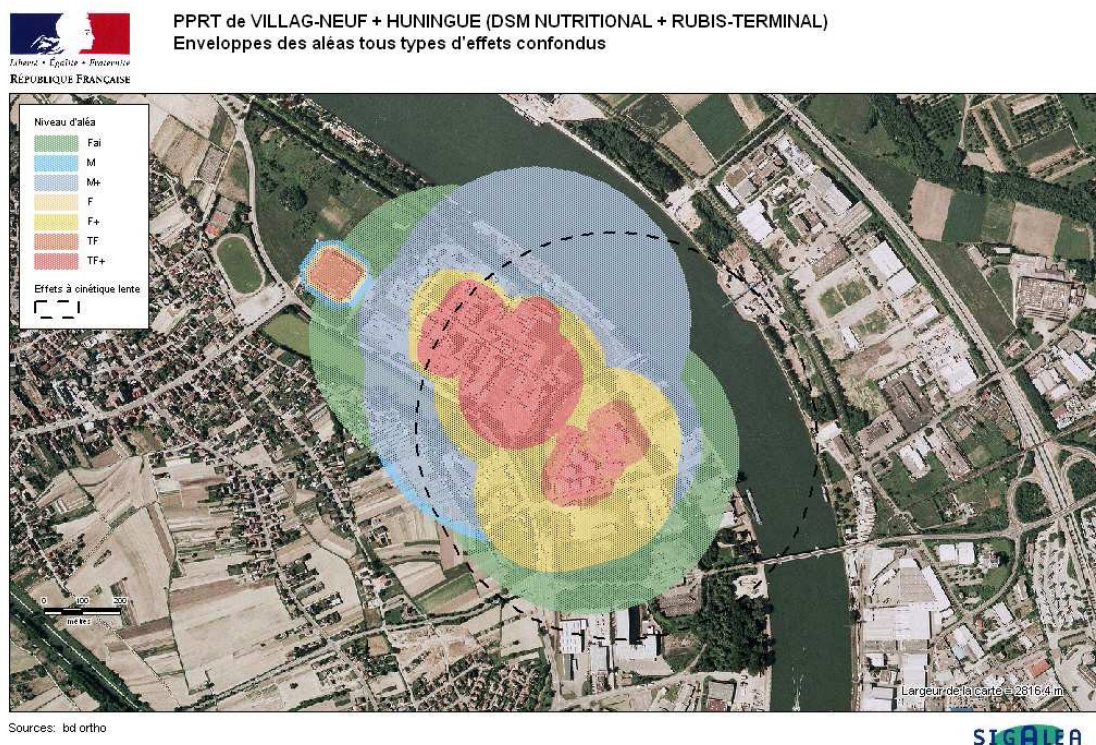 PPRT de VILLAG-NEUF + HUNINGUE (DSM NUTRITIONAL + RUBIS-TERMINAL)
Enveloppes des aléas tous types d'effets confondus
Liberté • Égalité • Fraternité
RÉPUBLIQUE FRANÇAISE
Niveau d'aléa
Fai
M
M+
F
F+
TF
TF+
Effets à cinétique lente
0 100 200
mètres
Largeur de la carte = 2816.4 m
Sources: bd ortho
SIGALEA